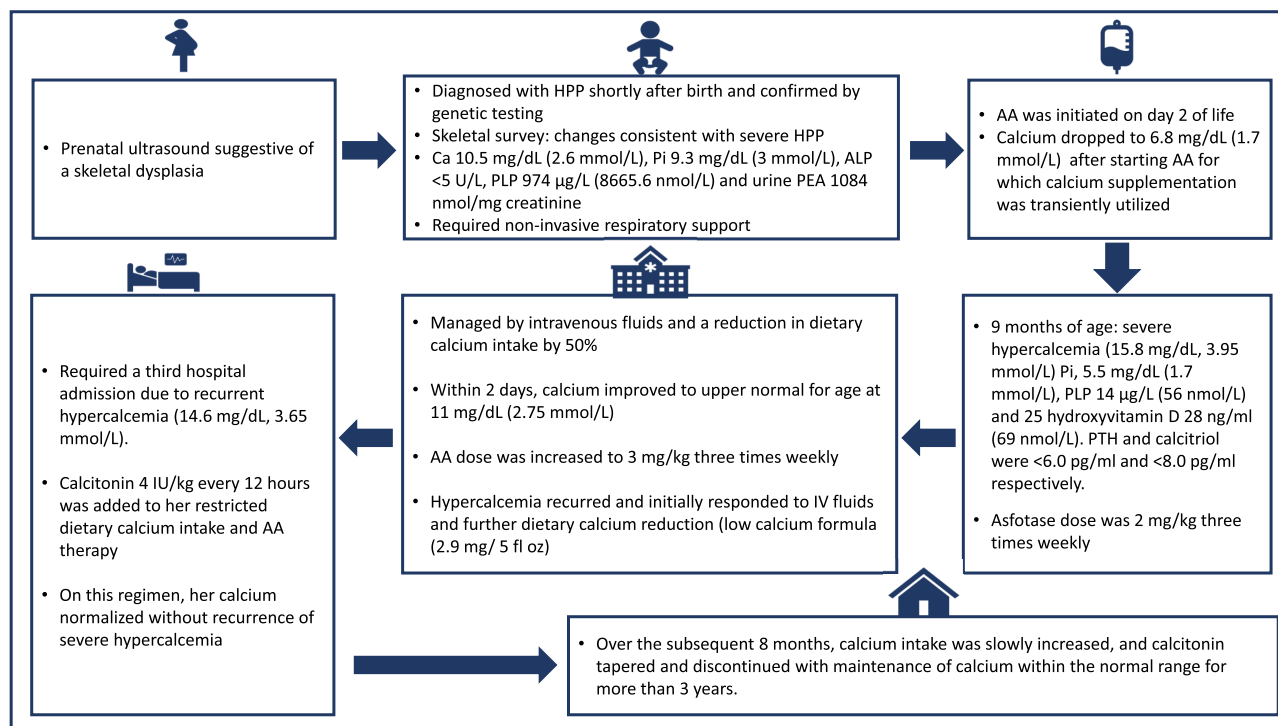 • Prenatal ultrasound suggestive of
a skeletal dysplasia
• Diagnosed with HPP shortly after birth and confirmed by
genetic testing
• Skeletal survey: changes consistent with severe HPP
• Ca 10.5 mg/dL (2.6 mmol/L), Pi 9.3 mg/dL (3 mmol/L), ALP
<5 U/L, PLP 974 µg/L (8665.6 nmol/L) and urine PEA 1084
nmol/mg creatinine
• Required non-invasive respiratory support
• AA was initiated on day 2 of life
• Calcium dropped to 6.8 mg/dL (1.7
mmol/L) after starting AA for
which calcium supplementation
was transiently utilized
• 9 months of age: severe
hypercalcemia (15.8 mg/dL, 3.95
mmol/L) Pi, 5.5 mg/dL (1.7
mmol/L), PLP 14 µg/L (56 nmol/L)
and 25 hydroxyvitamin D 28 ng/ml
(69 nmol/L). PTH and calcitriol
were <6.0 pg/ml and <8.0 pg/ml
respectively.
• Asfotase dose was 2 mg/kg three
times weekly
• Managed by intravenous fluids and a reduction in dietary
calcium intake by 50%
• Within 2 days, calcium improved to upper normal for age at
11 mg/dL (2.75 mmol/L)
• AA dose was increased to 3 mg/kg three times weekly
• Hypercalcemia recurred and initially responded to IV fluids
and further dietary calcium reduction (low calcium formula
(2.9 mg/ 5 fl oz)
• Required a third hospital
admission due to recurrent
hypercalcemia (14.6 mg/dL, 3.65
mmol/L).
• Calcitonin 4 IU/kg every 12 hours
was added to her restricted
dietary calcium intake and AA
therapy
• On this regimen, her calcium
normalized without recurrence of
severe hypercalcemia
• Over the subsequent 8 months, calcium intake was slowly increased, and calcitonin
tapered and discontinued with maintenance of calcium within the normal range for
more than 3 years.